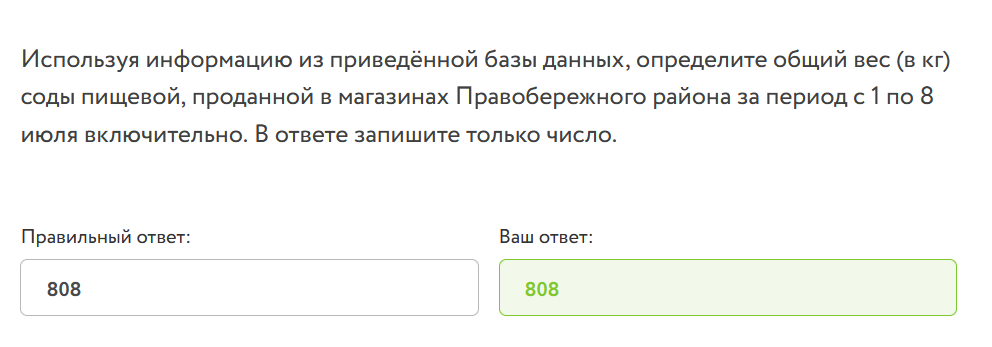 Используя информацию из приведённой базы данных, определите общий вес (в кг)
соды пищевой, проданной в магазинах Правобережного района за период с 1 по 8
июля включительно. В ответе запишите только число.
Правильный ответ:
Ваш ответ:
808
808